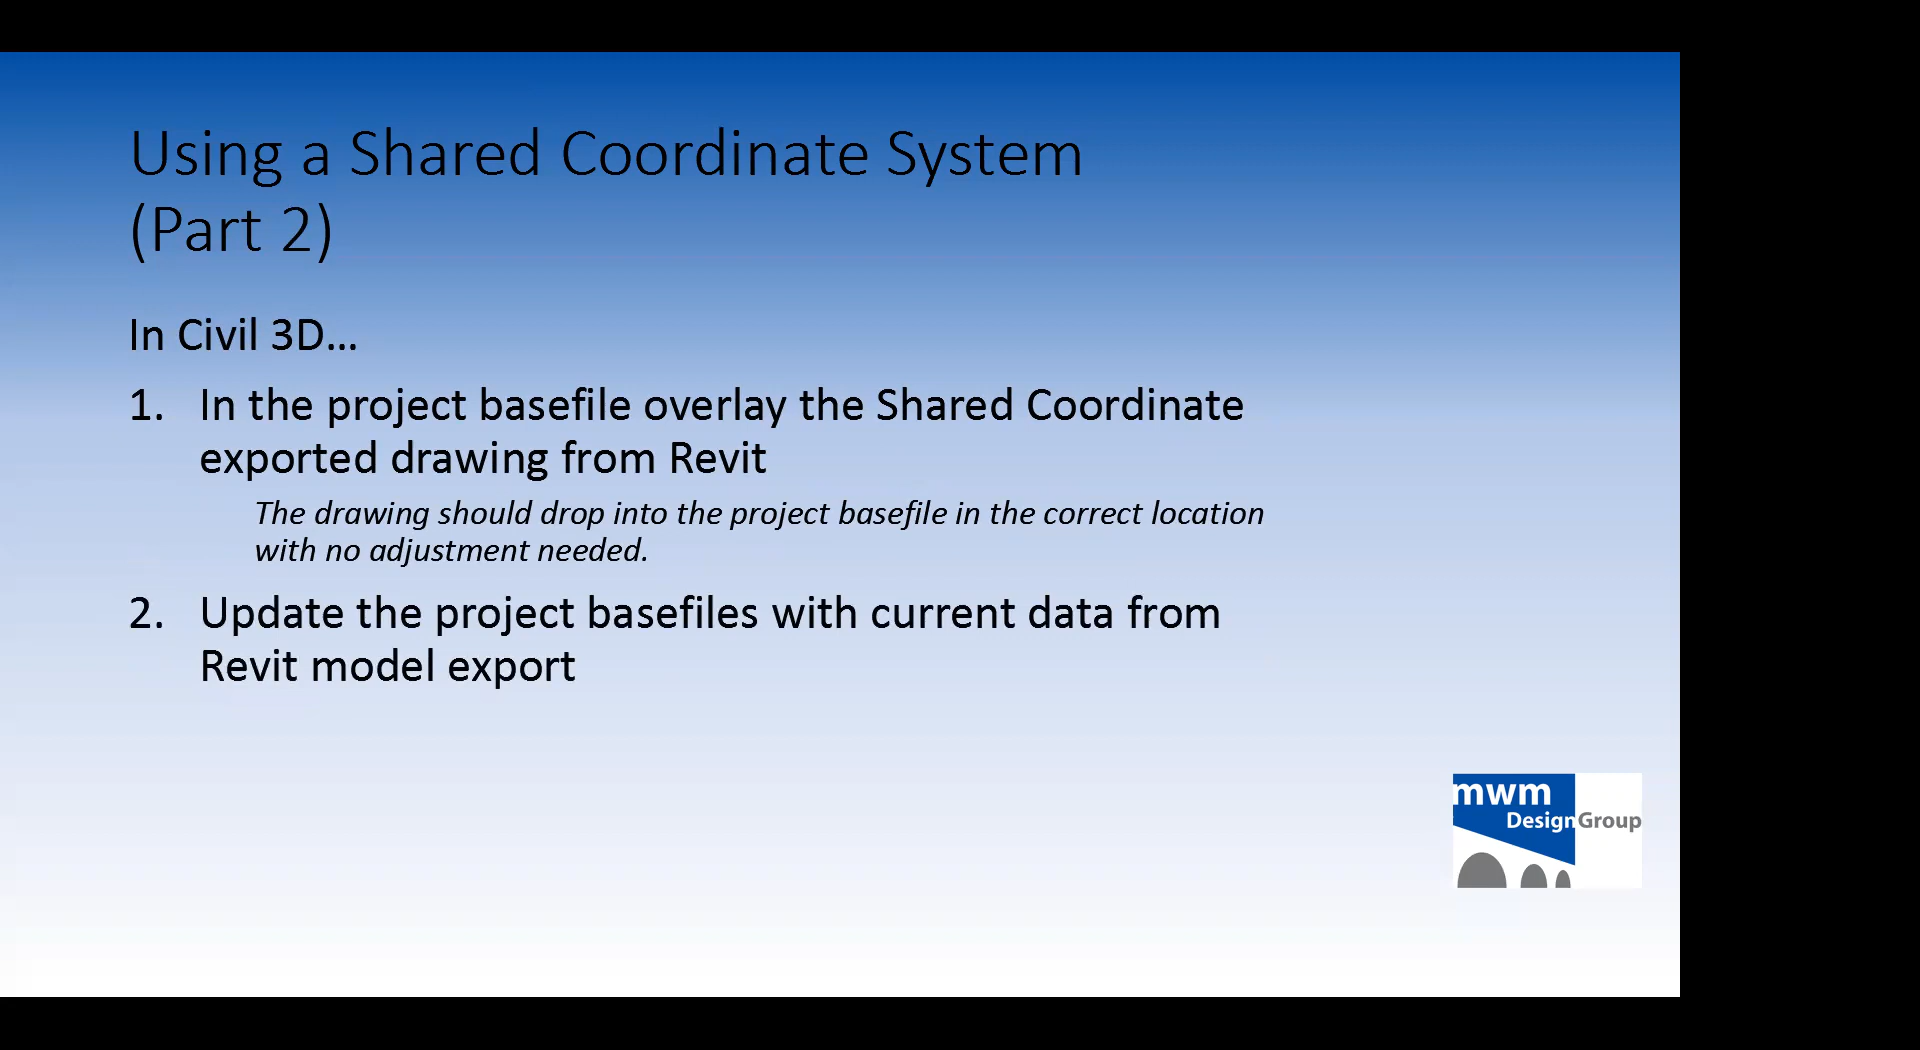 Using a Shared Coordinate System
(Part 2)
In Civil 3D...
1. In the project basefile overlay the Shared Coordinate
exported drawing from Revit
The drawing should drop into the project basefile in the correct location
with no adjustment needed.
2. Update the project basefiles with current data from
Revit model export
mwm
DesignGroup